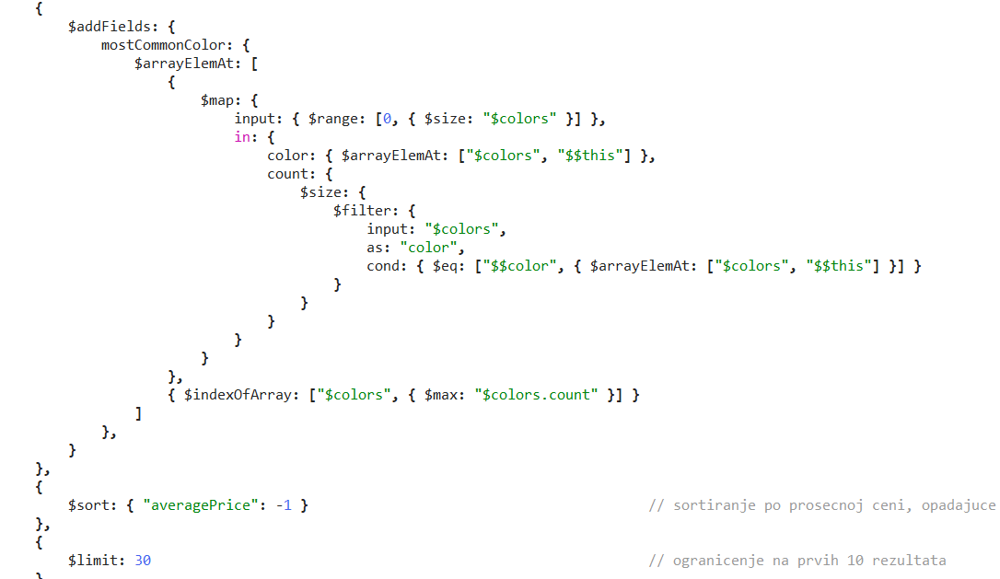 {
$addFields: {
mostCommonColor: {
$arrayElemAt: [
{
$map: {
input: { $range: [0, { $size: "$colors" }] },
in: {
color: { $arrayElemAt: ["$colors", "$$this"] },
count: {
$size: {
$filter: {
input: "$colors",
as: "color",
cond: { $eq: ["$$color", { $arrayElemAt: ["$colors", "$$this"] }] }
}
}
}
}
}
},
{ $indexOfArray: ["$colors", { $max: "$colors.count" }] }
]
},
}
},
{
$sort: { "averagePrice": -1 } // sortiranje po prosecnoj ceni, opadajuce
},
{
$limit: 30 // ogranicenje na prvih 10 rezultata
}